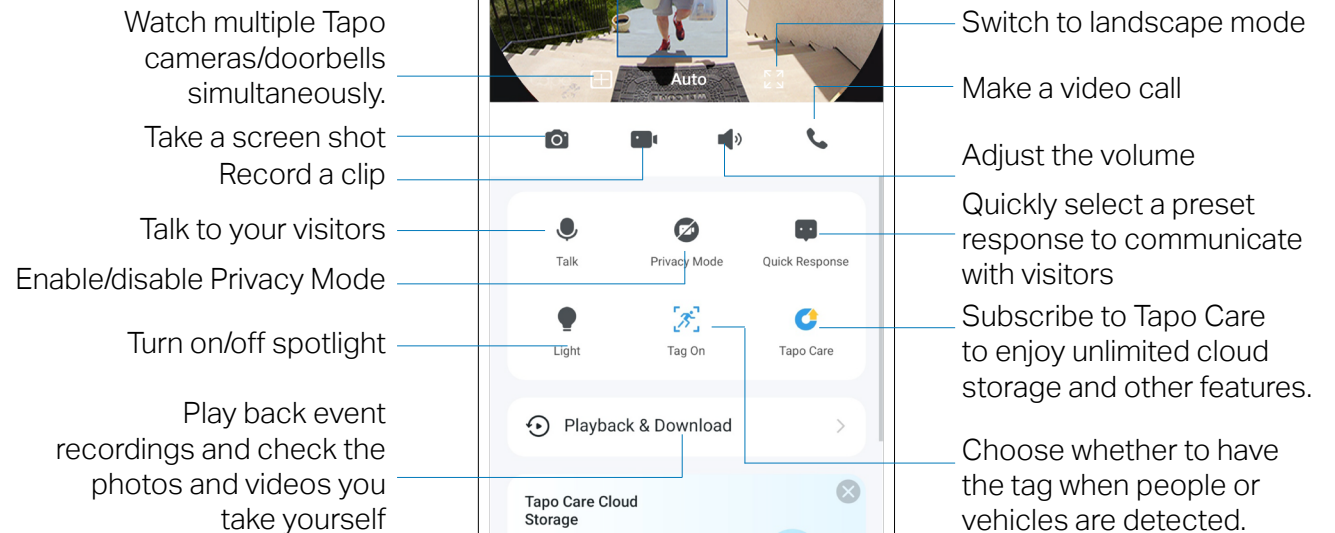 Watch multiple Tapo
cameras/doorbells
simultaneously.
Take a screen shot
Record a clip
Talk to your visitors
Enable/disable Privacy Mode
Turn on/off spotlight
Play back event
recordings and check the
photos and videos you
take yourself
Auto
Talk
Privacy Mode
Quick Response
Light
Tag On
Tapo Care
Playback & Download
Tapo Care Cloud
Storage
Switch to landscape mode
Make a video call
Adjust the volume
Quickly select a preset
response to communicate
with visitors
Subscribe to Tapo Care
to enjoy unlimited cloud
storage and other features.
Choose whether to have
the tag when people or
vehicles are detected.